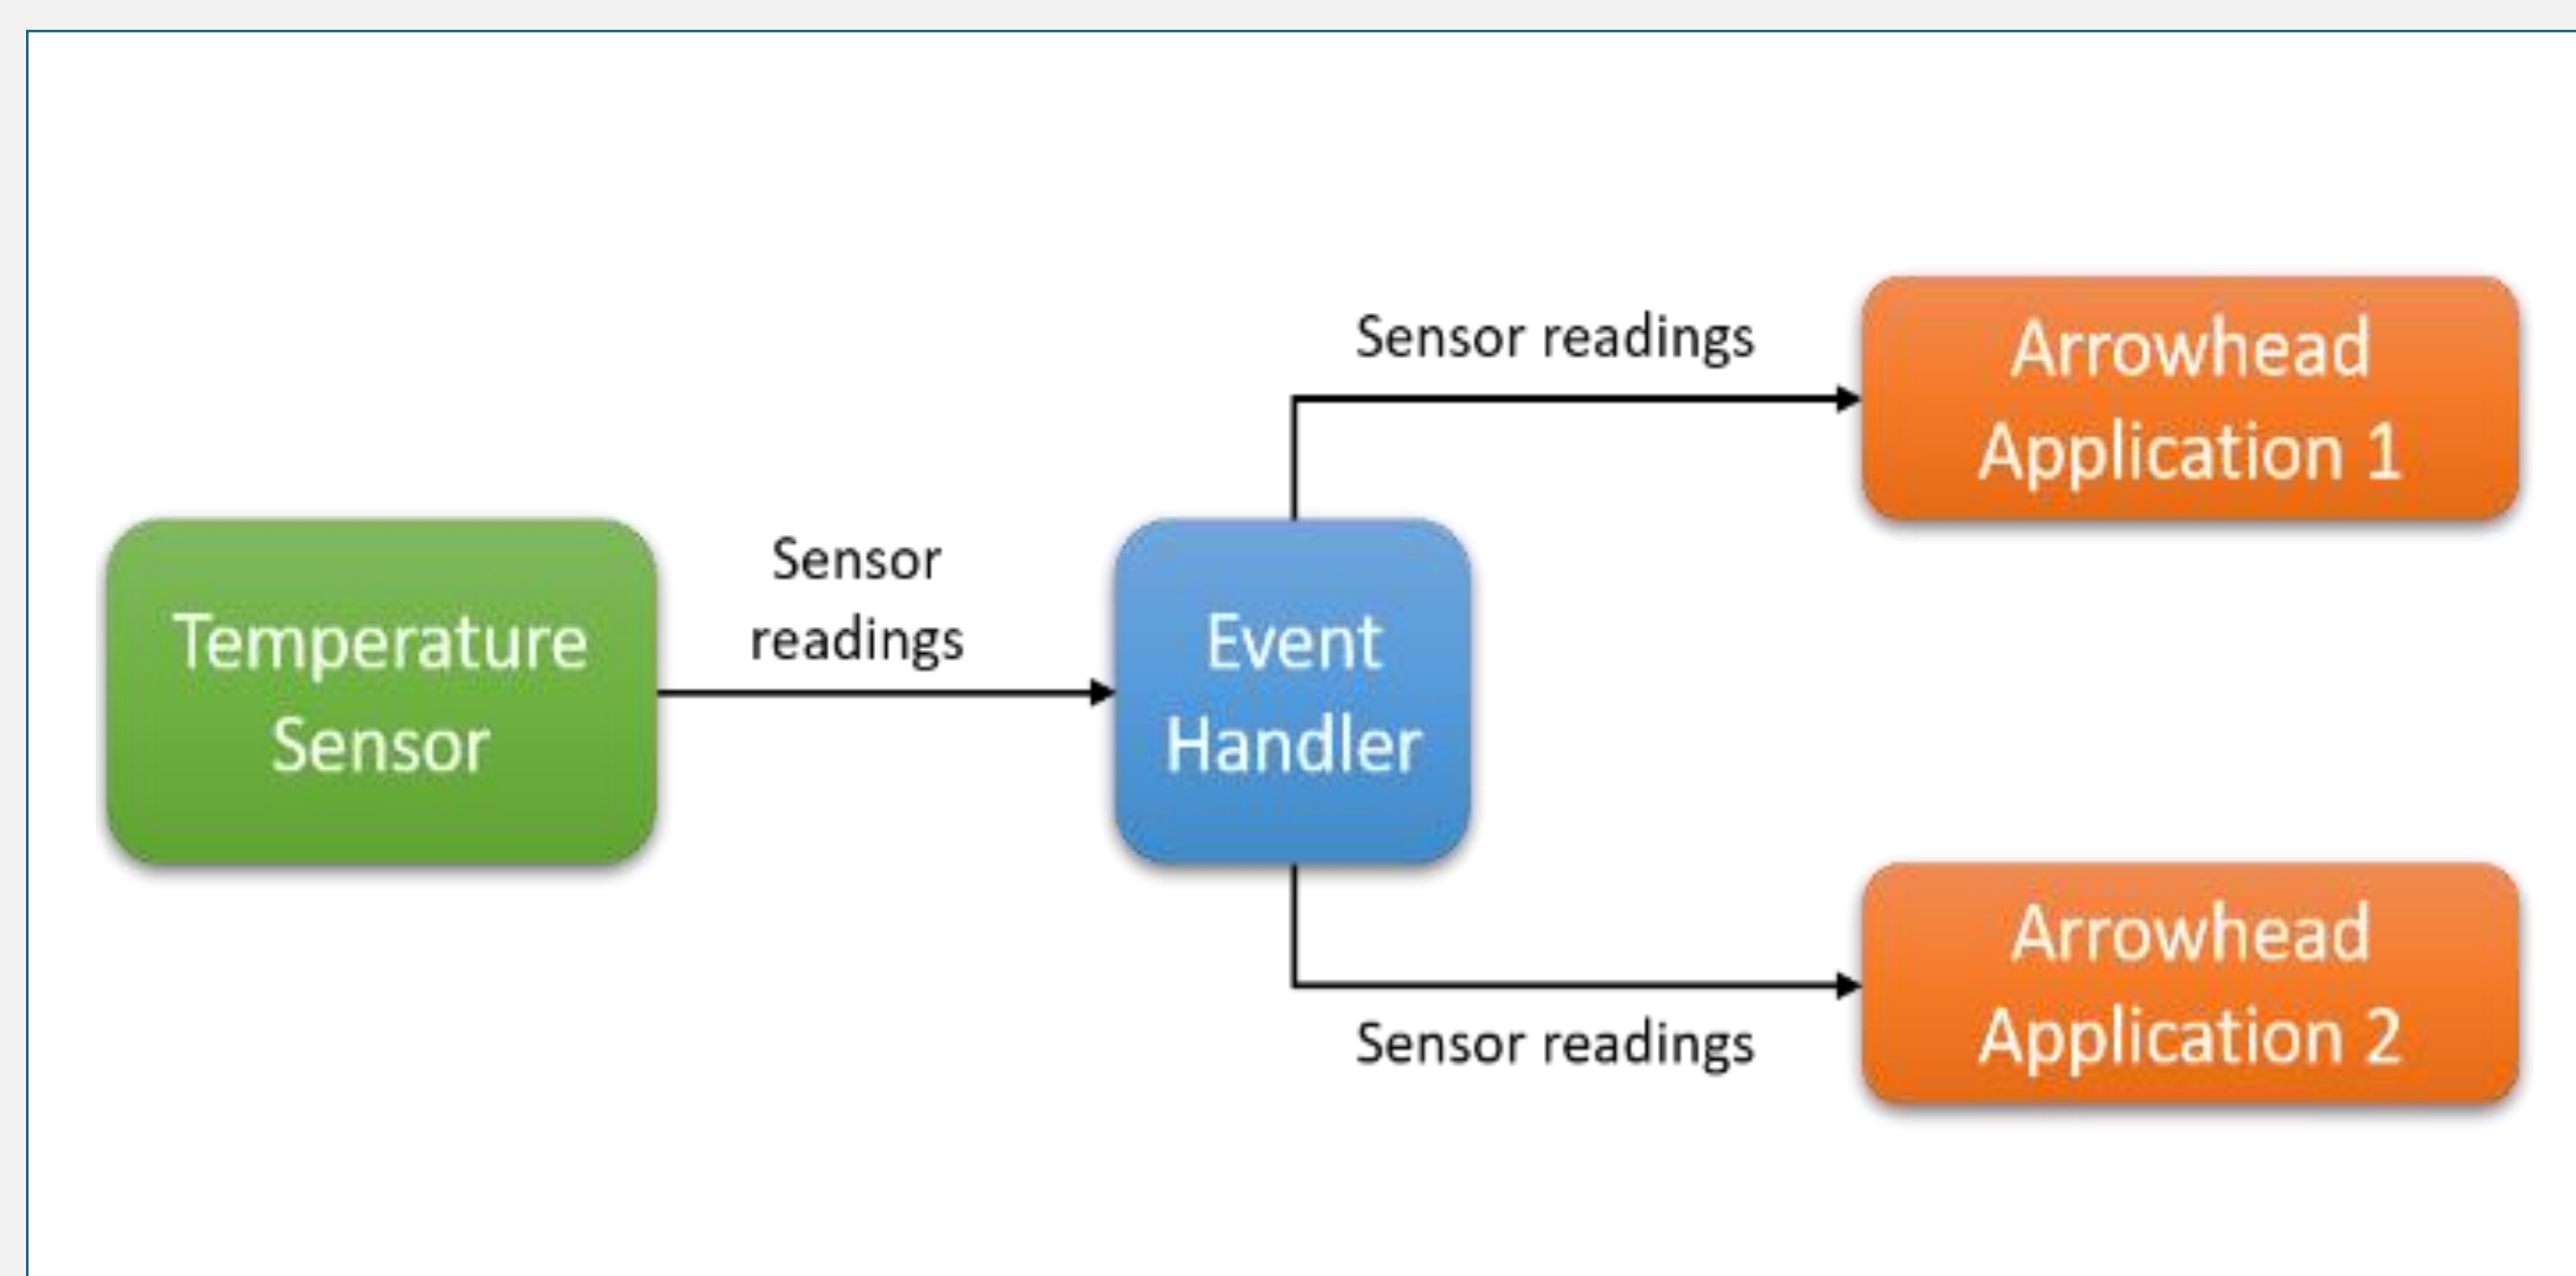 Temperature
Sensor
Sensor
readings
Event
Handler
Sensor readings
Arrowhead
Application 1
Sensor readings
Arrowhead
Application 2